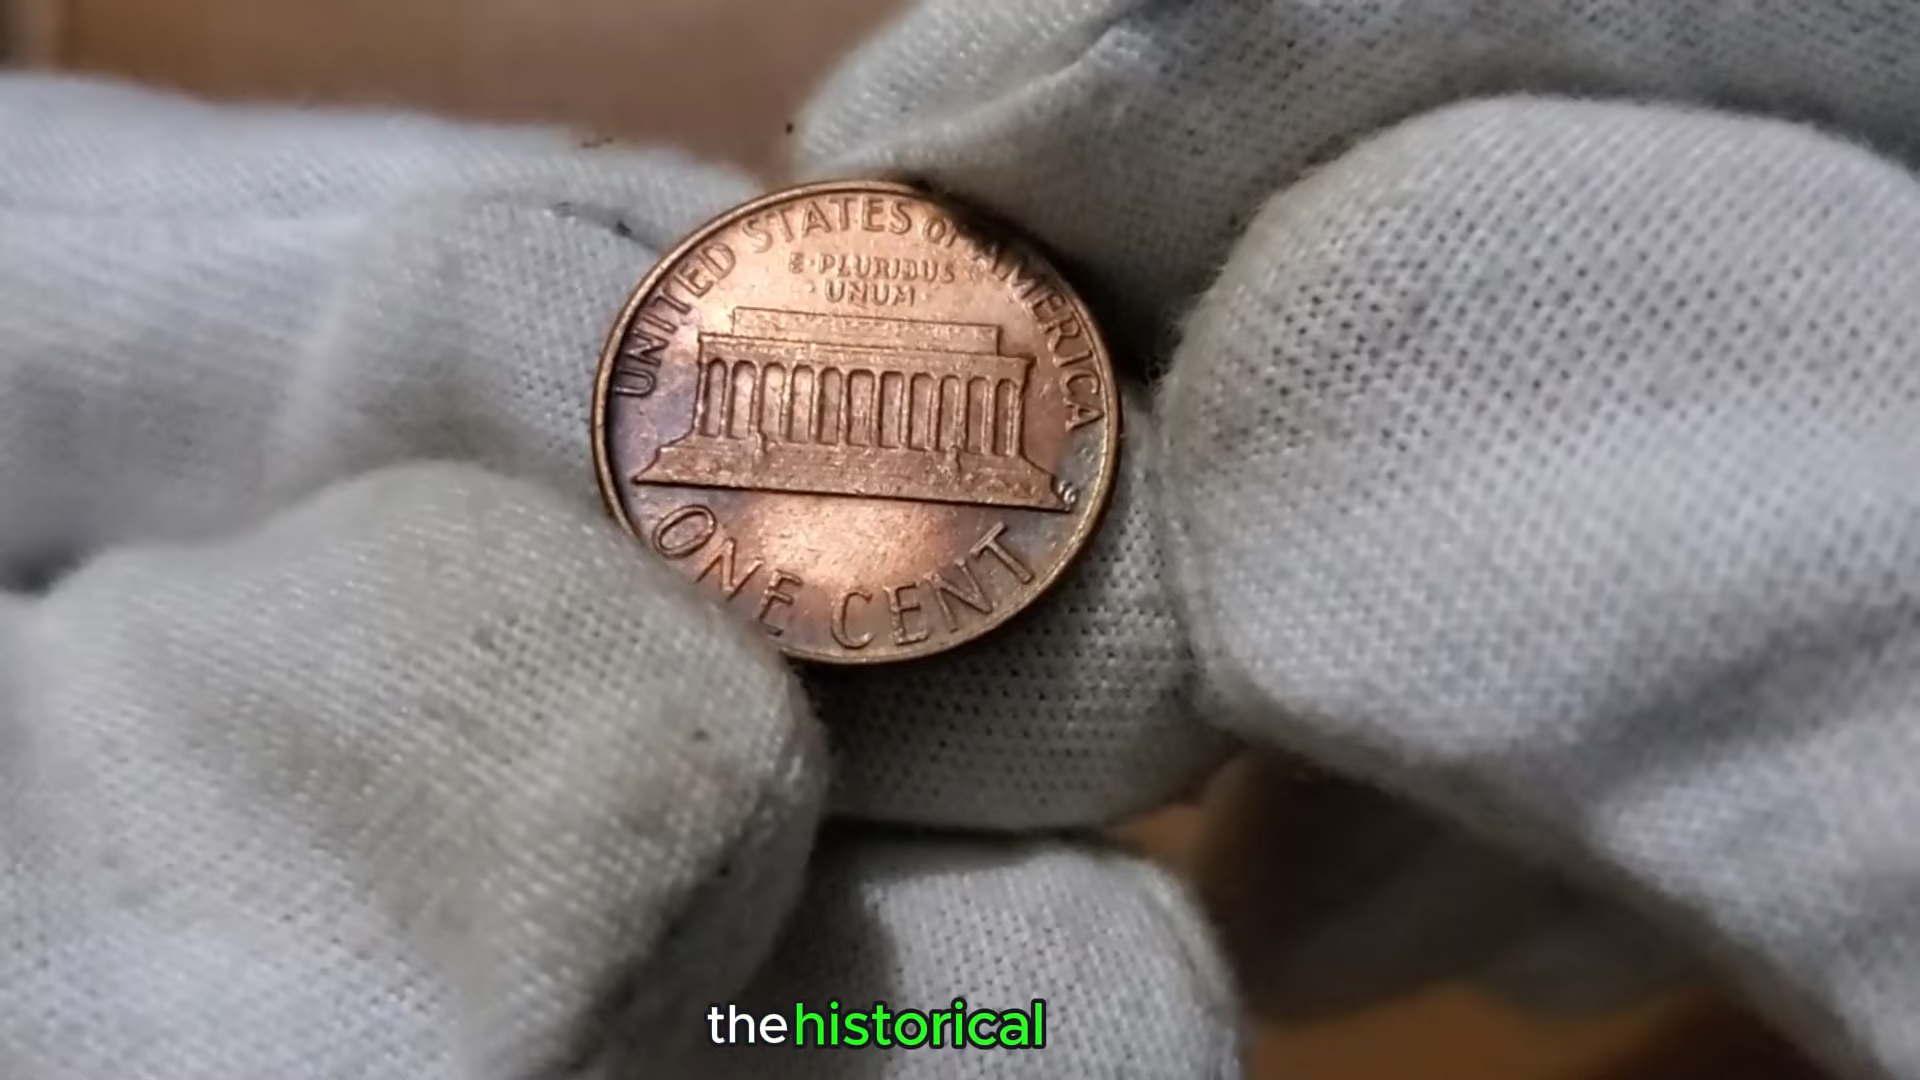 UNITED STATES OF AMERICA
E·PLURIBUS
·UNUM·
ONE CENT
the historical